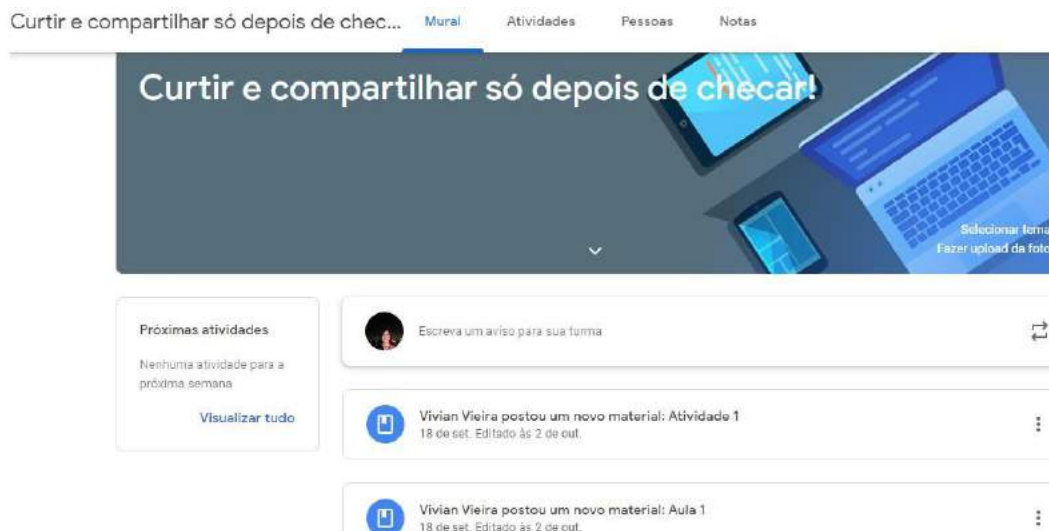 Curtir e compartilhar só depois de chec...
Mural
Atividades
Pessoas
Notas
Curtir e compartilhar só depois de checar!
Selecionar tema
Fazer upload da foto
Próximas atividades
Nenhuma atividade para a
próxima semana
Visualizar tudo
Escreva um aviso para sua turma
Vivian Vieira postou um novo material: Atividade 1
18 de set. Editado às 2 de out.
Vivian Vieira postou um novo material: Aula 1
18 de set. Editado às 2 de out.